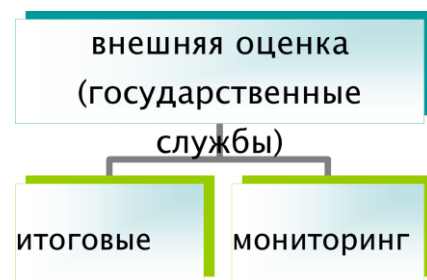 внешняя оценка
(государственные
службы)
итоговые
мониторинг